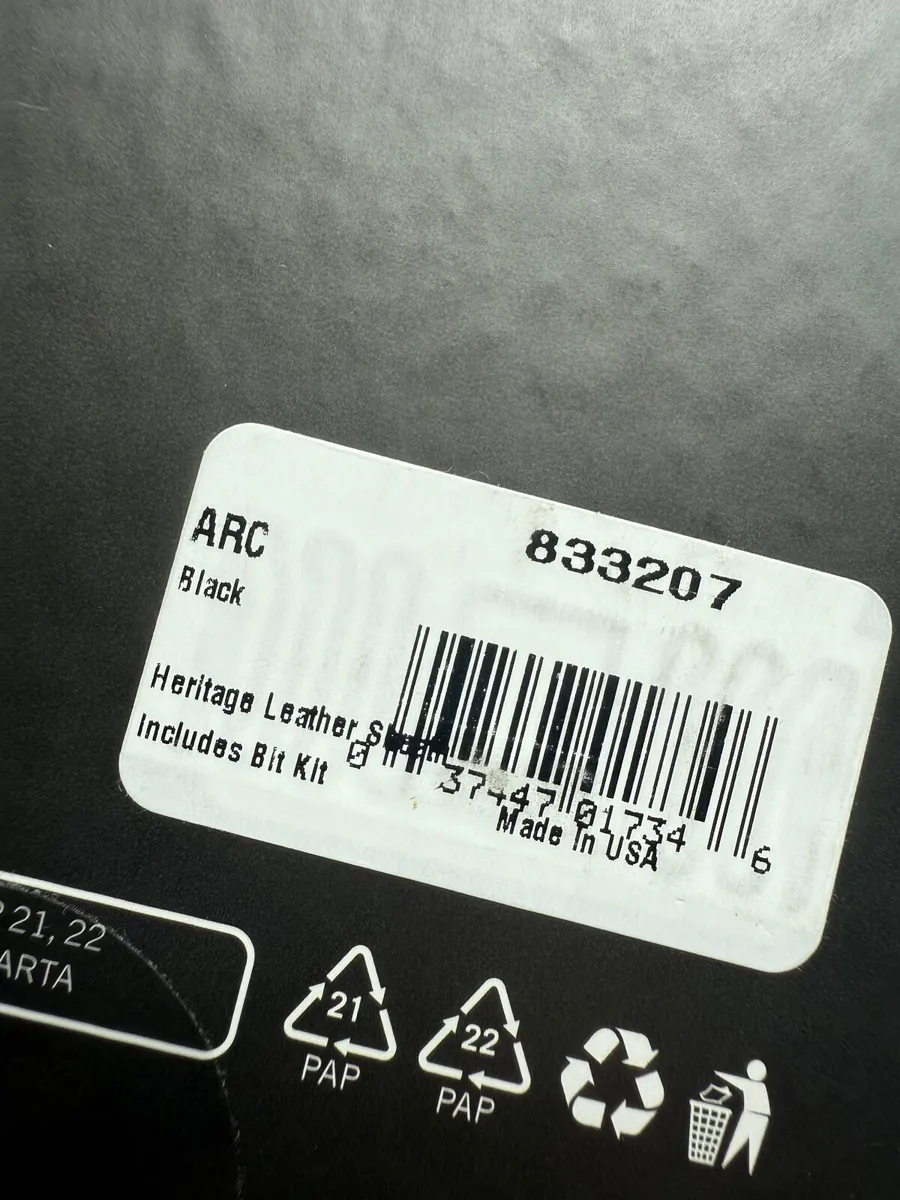 ARC
833207
Black
Heritage Leather
Includes Bit Kit
0 37447 01734 6
Made In USA
21, 22
ARTA
21
PAP
22
PAP